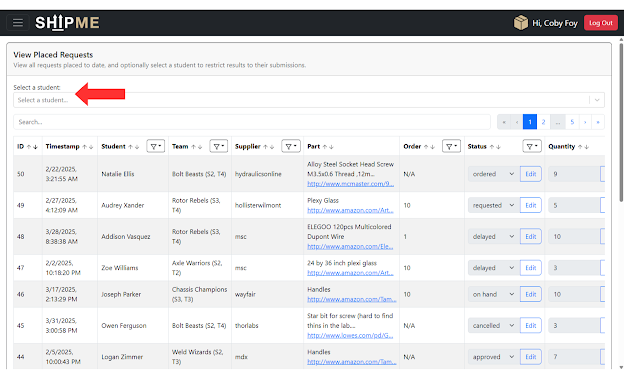 SHIPME
Hi, Coby Foy
Log Out
View Placed Requests
View all requests placed to date, and optionally select a student to restrict results to their submissions.
Select a student:
Select a student...
Search...
« ‹ 1 2 ... 5 › »
ID Timestamp Student Team Supplier Part Order Status Quantity
50 2/22/2025, 3:21:55 AM Natalie Ellis Bolt Beasts (S2, T4) hydraulicsonline Alloy Steel Socket Head Screw M3.5x0.6 Thread ,12m... http://www.mcmaster.com/9... N/A ordered Edit 9
49 2/27/2025, 4:12:09 AM Audrey Xander Rotor Rebels (S3, T4) hollisterwilmont Plexy Glass http://www.amazon.com/Art... 10 requested Edit 5
48 3/28/2025, 8:38:38 AM Addison Vasquez Rotor Rebels (S3, T4) msc ELEGOO 120pcs Multicolored Dupont Wire http://www.amazon.com/Ele... 1 delayed Edit 10
47 2/2/2025, 10:18:20 PM Zoe Williams Axle Warriors (S2, T2) msc 24 by 36 inch plexi glass http://www.amazon.com/Art... 10 delayed Edit 3
46 3/17/2025, 2:13:29 PM Joseph Parker Chassis Champions (S3, T3) wayfair Handles http://www.amazon.com/Tam... 10 on hand Edit 10
45 3/31/2025, 3:00:58 PM Owen Ferguson Bolt Beasts (S2, T4) thorlabs Star bit for screw (hard to find thins in the lab... http://www.lowes.com/pd/G... N/A cancelled Edit 3
44 2/5/2025, 10:00:43 PM Logan Zimmer Weld Wizards (S2, T3) mdx Handles http://www.amazon.com/Tam... N/A approved Edit 7